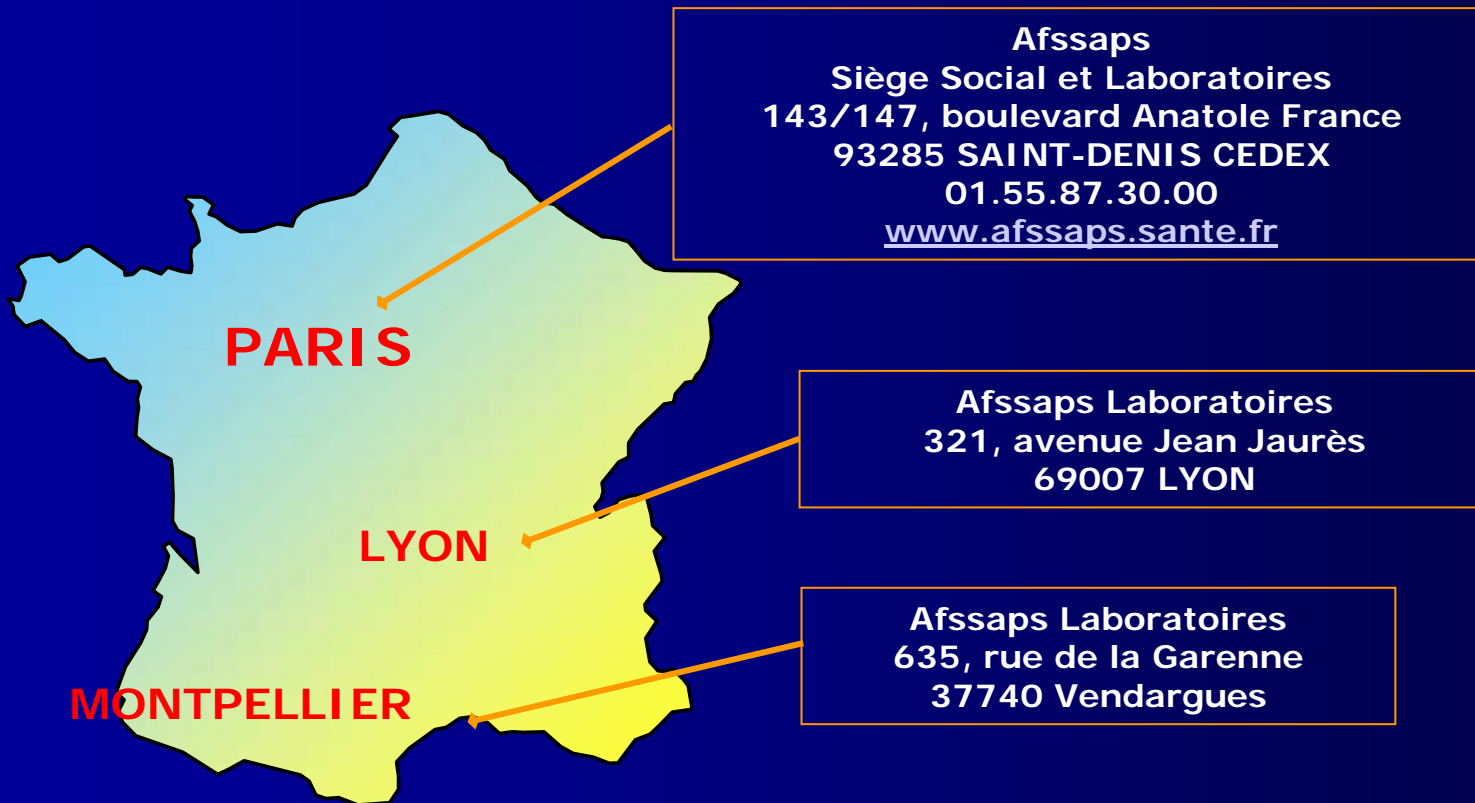 Afssaps
Siège Social et Laboratoires
143/147, boulevard Anatole France
93285 SAINT-DENIS CEDEX
01.55.87.30.00
www.afssaps.sante.fr
PARIS
Afssaps Laboratoires
321, avenue Jean Jaurès
69007 LYON
LYON
Afssaps Laboratoires
635, rue de la Garenne
37740 Vendargues
MONTPELLIER